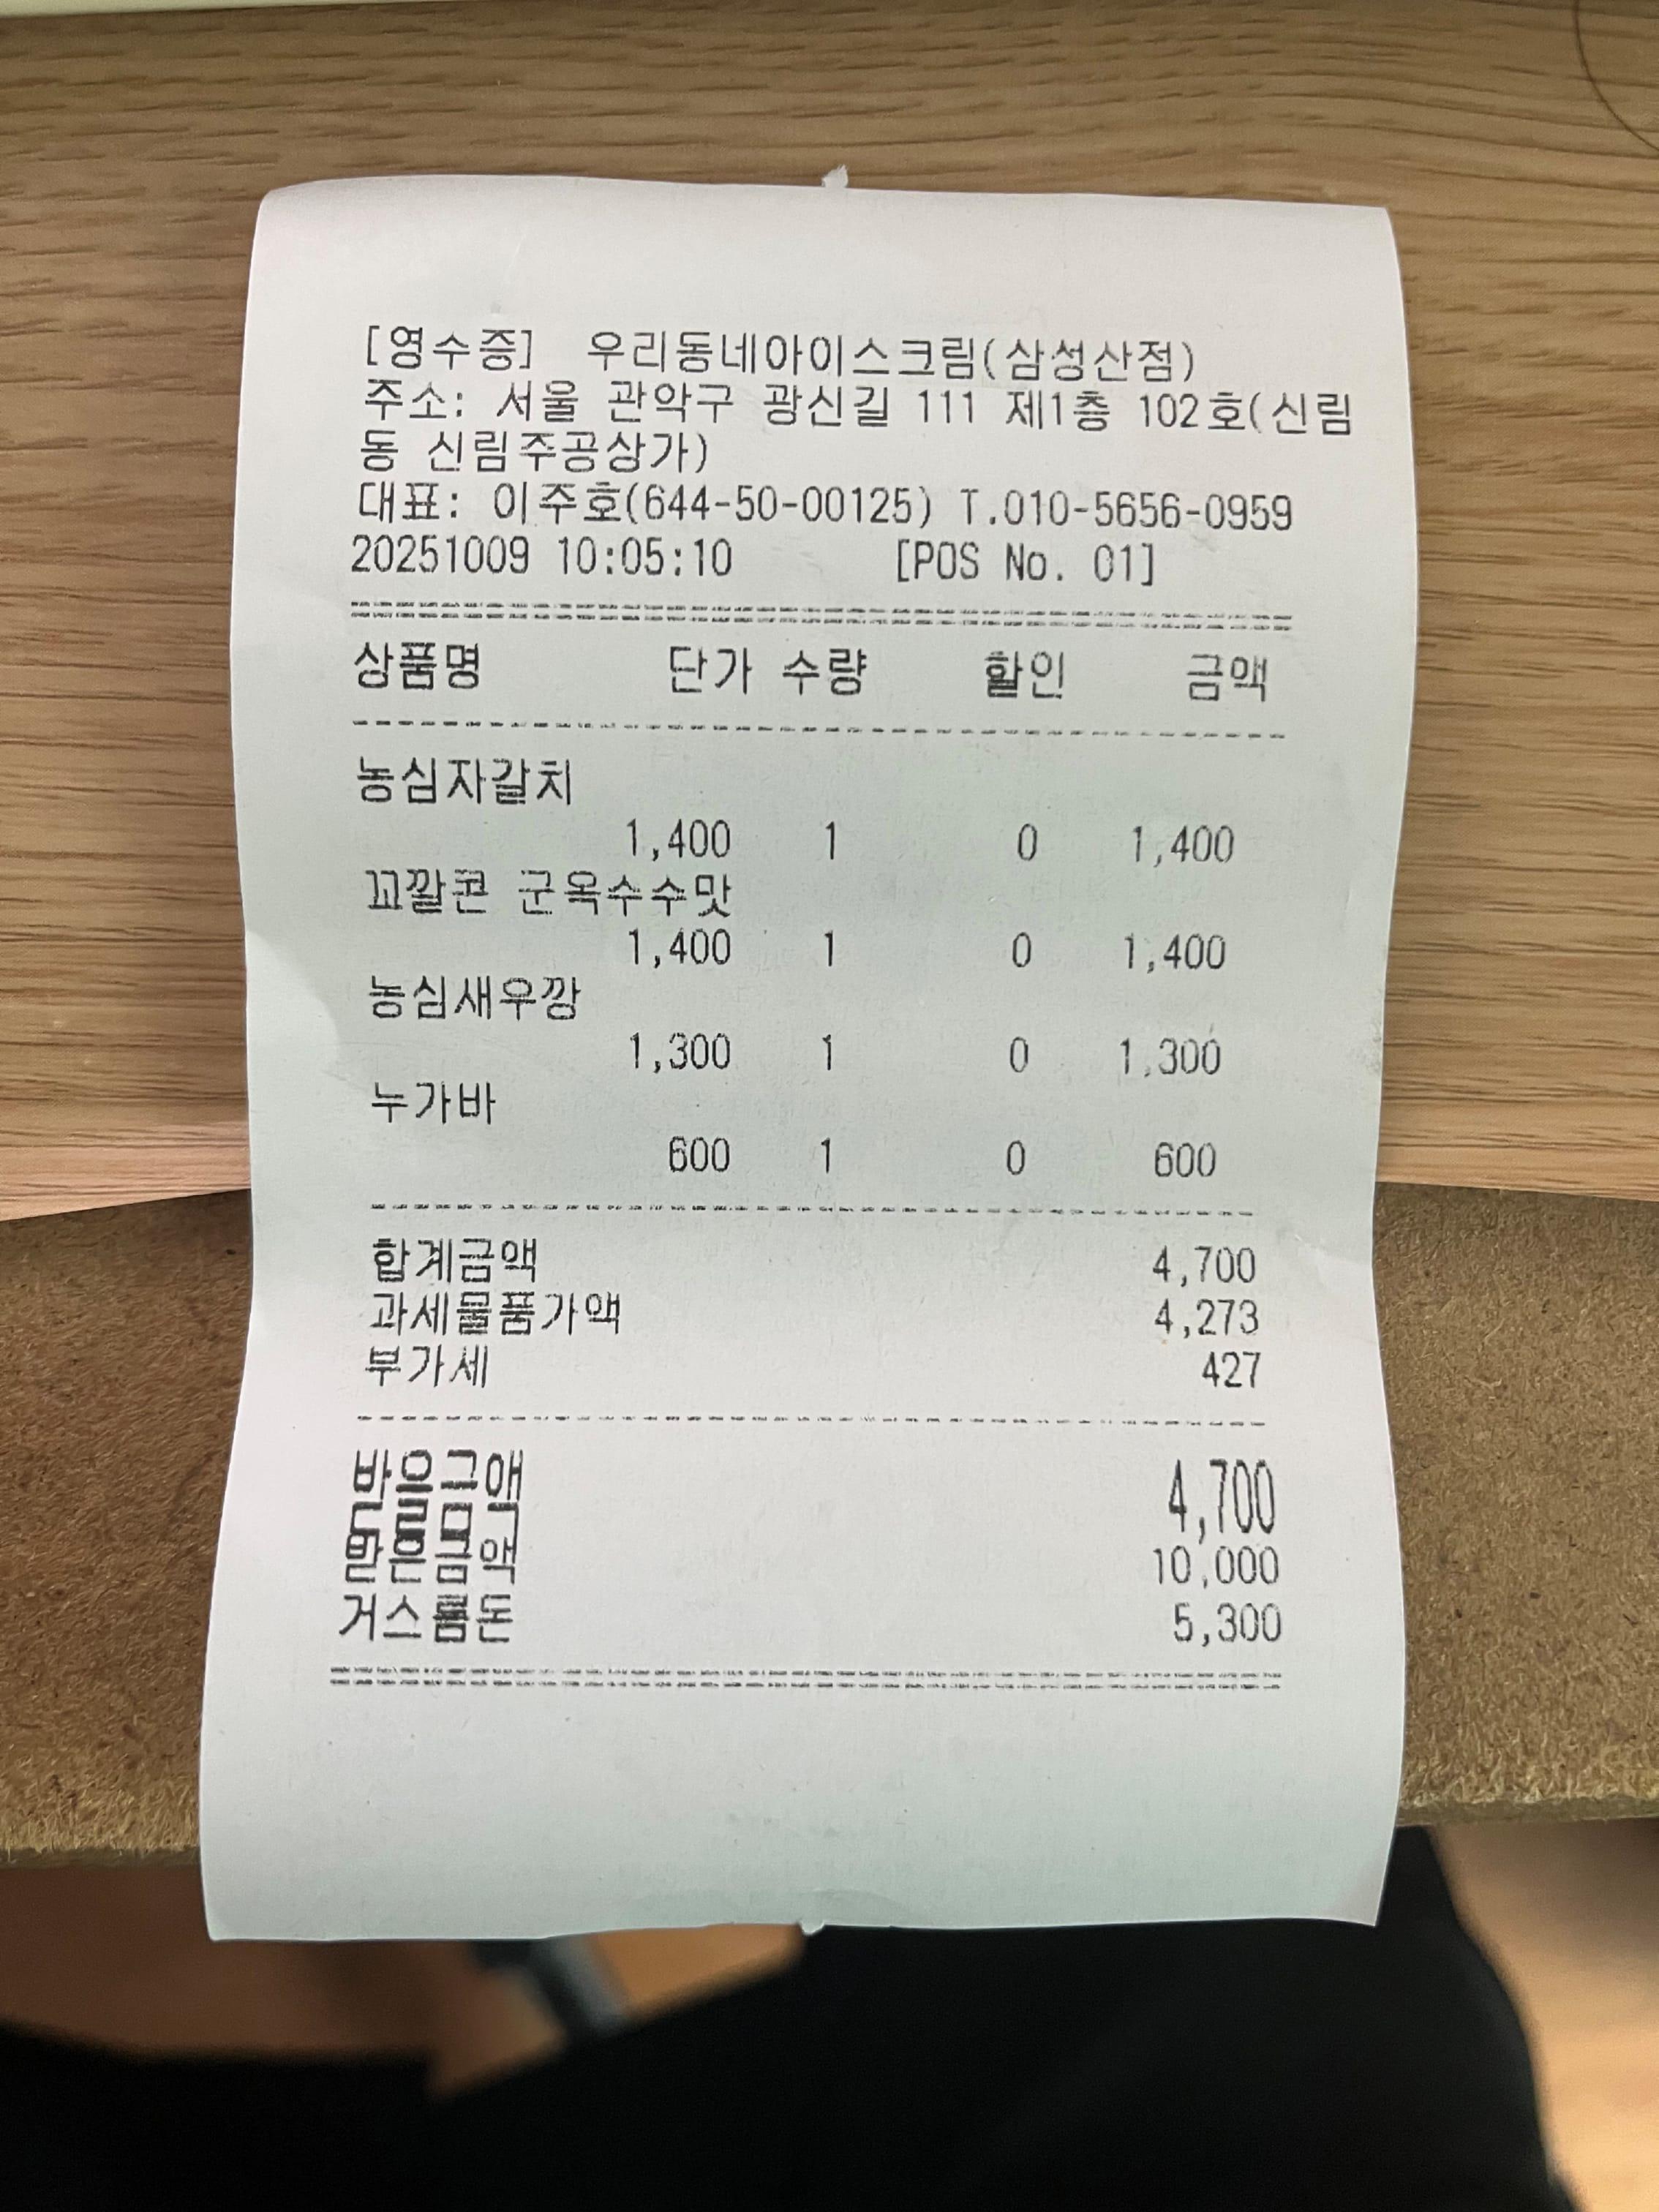 [영수증] 우리동네아이스크림(삼성산점)
주소: 서울 관악구 광신길 111 제1층 102호(신림
동 신림주공상가)
대표: 이주호(644-50-00125) T.010-5656-0959
20251009 10:05:10 [POS No. 01]
상품명 단가 수량 할인 금액
농심자갈치
1,400 1 0 1,400
꼬깔콘 군옥수수맛
1,400 1 0 1,400
농심새우깡
1,300 1 0 1,300
누가바
600 1 0 600
합계금액 4,700
과세물품가액 4,273
부가세 427
받을금액 4,700
받은금액 10,000
거스름돈 5,300